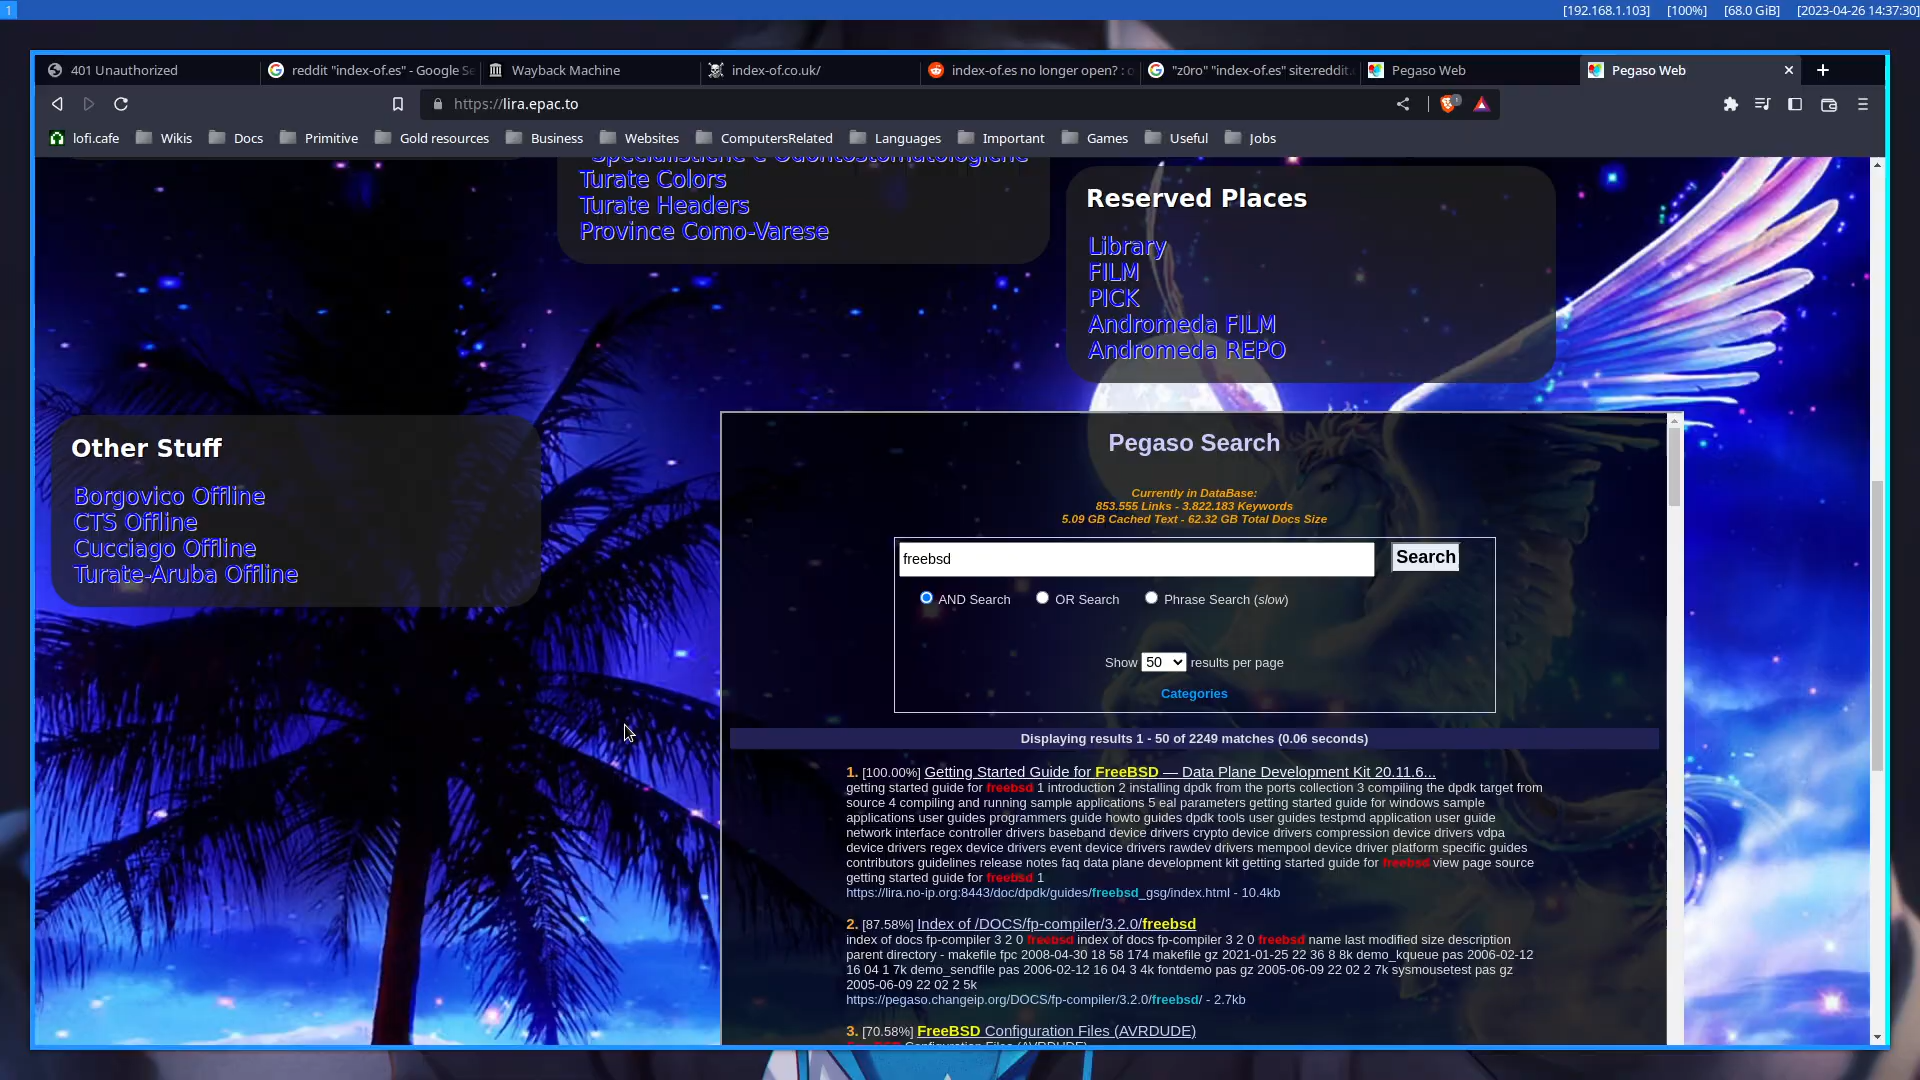 1
[192.168.1.103] [100%] [68.0 GiB] [2023-04-26 14:37:30]
401 Unauthorized
reddit "index-of.es" - Google Se
Wayback Machine
index-of.co.uk/
index-of.es no longer open? : o
"z0ro" "index-of.es" site:reddit.
Pegaso Web
Pegaso Web
https://lira.epac.to
lofi.cafe Wikis Docs Primitive Gold resources Business Websites ComputersRelated Languages Important Games Useful Jobs
Specialistiche e Odontostomatologiche
Turate Colors
Turate Headers
Province Como-Varese
Reserved Places
Library
FILM
PICK
Andromeda FILM
Andromeda REPO
Other Stuff
Borgovico Offline
CTS Offline
Cucciago Offline
Turate-Aruba Offline
Pegaso Search
Currently in DataBase:
853.555 Links - 3.822.183 Keywords
5.09 GB Cached Text - 62.32 GB Total Docs Size
freebsd Search
AND Search OR Search Phrase Search (slow)
Show 50 results per page
Categories
Displaying results 1 - 50 of 2249 matches (0.06 seconds)
1. [100.00%] Getting Started Guide for FreeBSD — Data Plane Development Kit 20.11.6...
getting started guide for freebsd 1 introduction 2 installing dpdk from the ports collection 3 compiling the dpdk target from
source 4 compiling and running sample applications 5 eal parameters getting started guide for windows sample
applications user guides programmers guide howto guides dpdk tools user guides testpmd application user guide
network interface controller drivers baseband device drivers crypto device drivers compression device drivers vdpa
device drivers regex device drivers event device drivers rawdev drivers mempool device driver platform specific guides
contributors guidelines release notes faq data plane development kit getting started guide for freebsd view page source
getting started guide for freebsd 1
https://lira.no-ip.org:8443/doc/dpdk/guides/freebsd_gsg/index.html - 10.4kb
2. [87.58%] Index of /DOCS/fp-compiler/3.2.0/freebsd
index of docs fp-compiler 3 2 0 freebsd index of docs fp-compiler 3 2 0 freebsd name last modified size description
parent directory - makefile fpc 2008-04-30 18 58 174 makefile gz 2021-01-25 22 36 8 8k demo_kqueue pas 2006-02-12
16 04 1 7k demo_sendfile pas 2006-02-12 16 04 3 4k fontdemo pas gz 2005-06-09 22 02 2 7k sysmousetest pas gz
2005-06-09 22 02 2 5k
https://pegaso.changeip.org/DOCS/fp-compiler/3.2.0/freebsd/ - 2.7kb
3. [70.58%] FreeBSD Configuration Files (AVRDUDE)
FreeBSD Configuration Files (AVRDUDE)